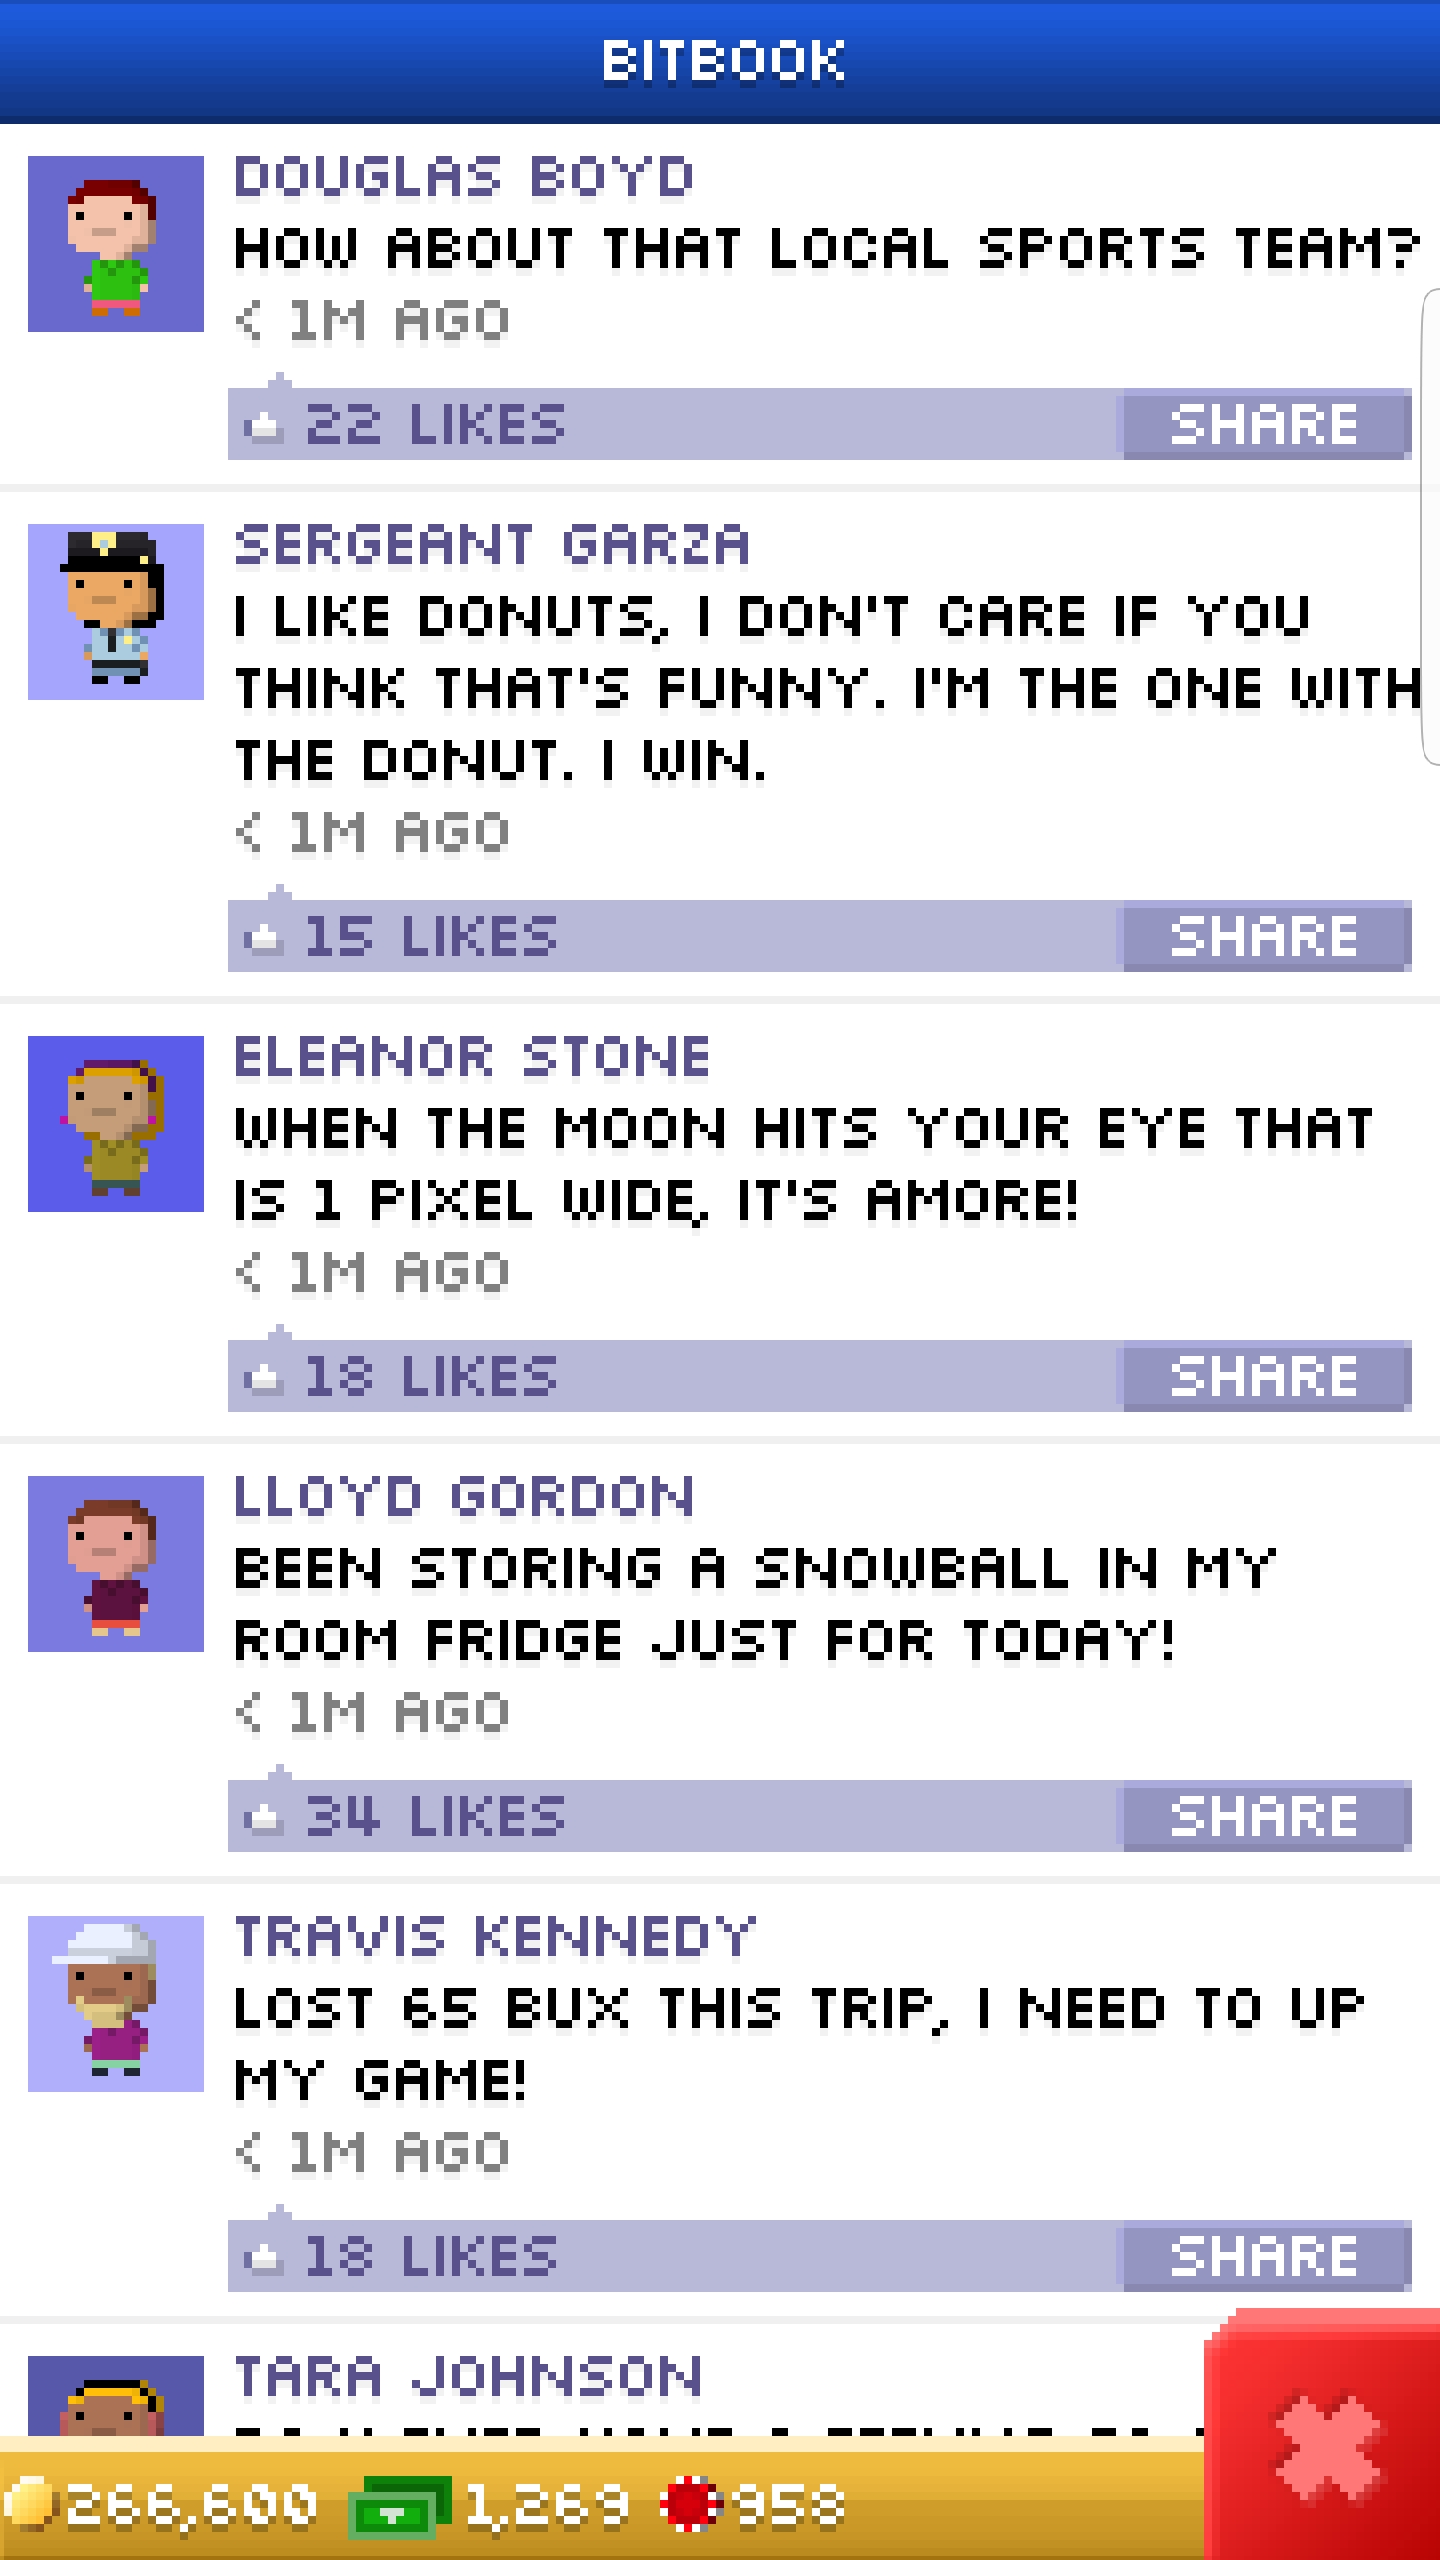 BITBOOK
DOUGLAS BOYD
HOW ABOUT THAT LOCAL SPORTS TEAM?
< 1M AGO
22 LIKES SHARE
SERGEANT GARZA
I LIKE DONUTS, I DON'T CARE IF YOU
THINK THAT'S FUNNY. I'M THE ONE WITH
THE DONUT. I WIN.
< 1M AGO
15 LIKES SHARE
ELEANOR STONE
WHEN THE MOON HITS YOUR EYE THAT
IS 1 PIXEL WIDE, IT'S AMORE!
< 1M AGO
18 LIKES SHARE
LLOYD GORDON
BEEN STORING A SNOWBALL IN MY
ROOM FRIDGE JUST FOR TODAY!
< 1M AGO
34 LIKES SHARE
TRAVIS KENNEDY
LOST 65 BUX THIS TRIP, I NEED TO UP
MY GAME!
< 1M AGO
18 LIKES SHARE
TARA JOHNSON
266,600 1,269 958